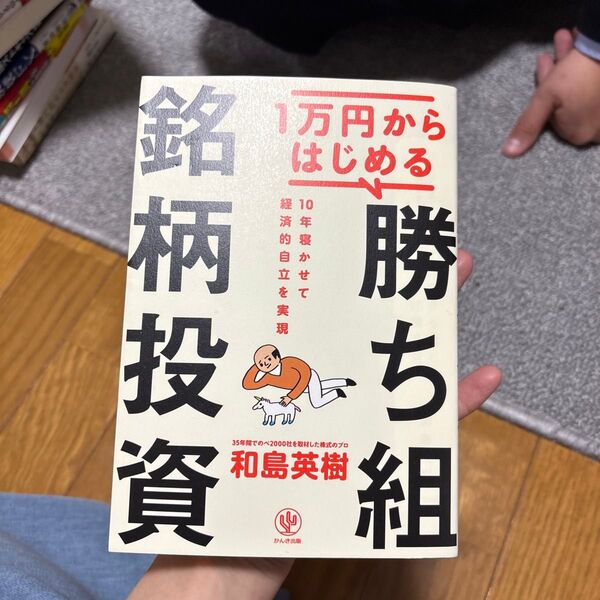 1万円から
はじめる
勝ち組
銘柄投資
10年寝かせて
経済的自立を実現
35年間でのべ2000社を取材した株式のプロ
和島英樹
かんき出版